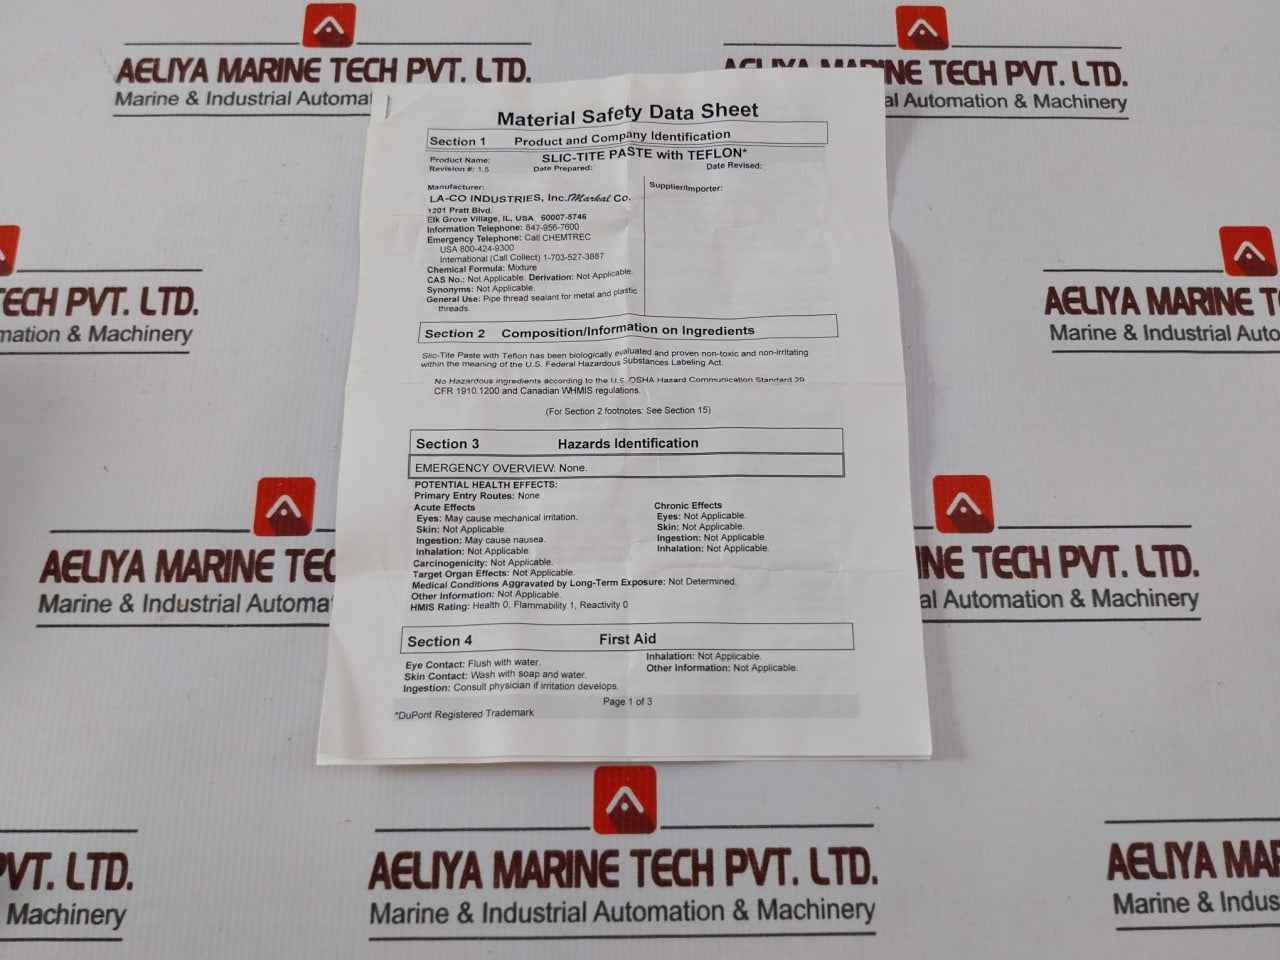 AELIYA MARINE TECH PVT. LTD.
Marine & Industrial Automa
AELIYA MARINE TECH PVT. LTD.
al Automation & Machinery
Material Safety Data Sheet
Section 1 Product and Company Identification
Product Name: SLIC-TITE PASTE with TEFLON*
Revision #: 1.5 Date Prepared: Date Revised:
Manufacturer:
LA-CO INDUSTRIES, Inc./Markal Co.
1201 Pratt Blvd.
Elk Grove Village, IL, USA 60007-5746
Information Telephone: 847-956-7600
Emergency Telephone: Call CHEMTREC
USA 800-424-9300
International (Call Collect) 1-703-527-3887
Chemical Formula: Mixture
CAS No.: Not Applicable. Derivation: Not Applicable.
Synonyms: Not Applicable.
General Use: Pipe thread sealant for metal and plastic
threads.
Supplier/Importer:
Section 2 Composition/Information on Ingredients
Slic-Tite Paste with Teflon has been biologically evaluated and proven non-toxic and non-irritating
within the meaning of the U.S. Federal Hazardous Substances Labeling Act.
No Hazardous ingredients according to the U.S. OSHA Hazard Communication Standard 29
CFR 1910.1200 and Canadian WHMIS regulations.
(For Section 2 footnotes: See Section 15)
Section 3 Hazards Identification
EMERGENCY OVERVIEW: None.
POTENTIAL HEALTH EFFECTS:
Primary Entry Routes: None
Acute Effects
Eyes: May cause mechanical irritation.
Skin: Not Applicable.
Ingestion: May cause nausea.
Inhalation: Not Applicable.
Chronic Effects
Eyes: Not Applicable.
Skin: Not Applicable.
Ingestion: Not Applicable.
Inhalation: Not Applicable.
Carcinogenicity: Not Applicable.
Target Organ Effects: Not Applicable.
Medical Conditions Aggravated by Long-Term Exposure: Not Determined.
Other Information: Not Applicable.
HMIS Rating: Health 0, Flammability 1, Reactivity 0
Section 4 First Aid
Eye Contact: Flush with water.
Skin Contact: Wash with soap and water.
Ingestion: Consult physician if irritation develops.
Inhalation: Not Applicable.
Other Information: Not Applicable.
Page 1 of 3
*DuPont Registered Trademark
ECH PVT. LTD.
mation & Machinery
AELIYA MARINE T
Marine & Industrial Auto
AELIYA MARINE TEC
Marine & Industrial Automa
INE TECH PVT. LTD.
al Automation & Machinery
PVT. LTD.
Machinery
AELIYA MARINE TECH PVT. LTD.
Marine & Industrial Automation & Machinery
AELIYA MAR
Marine & Indus